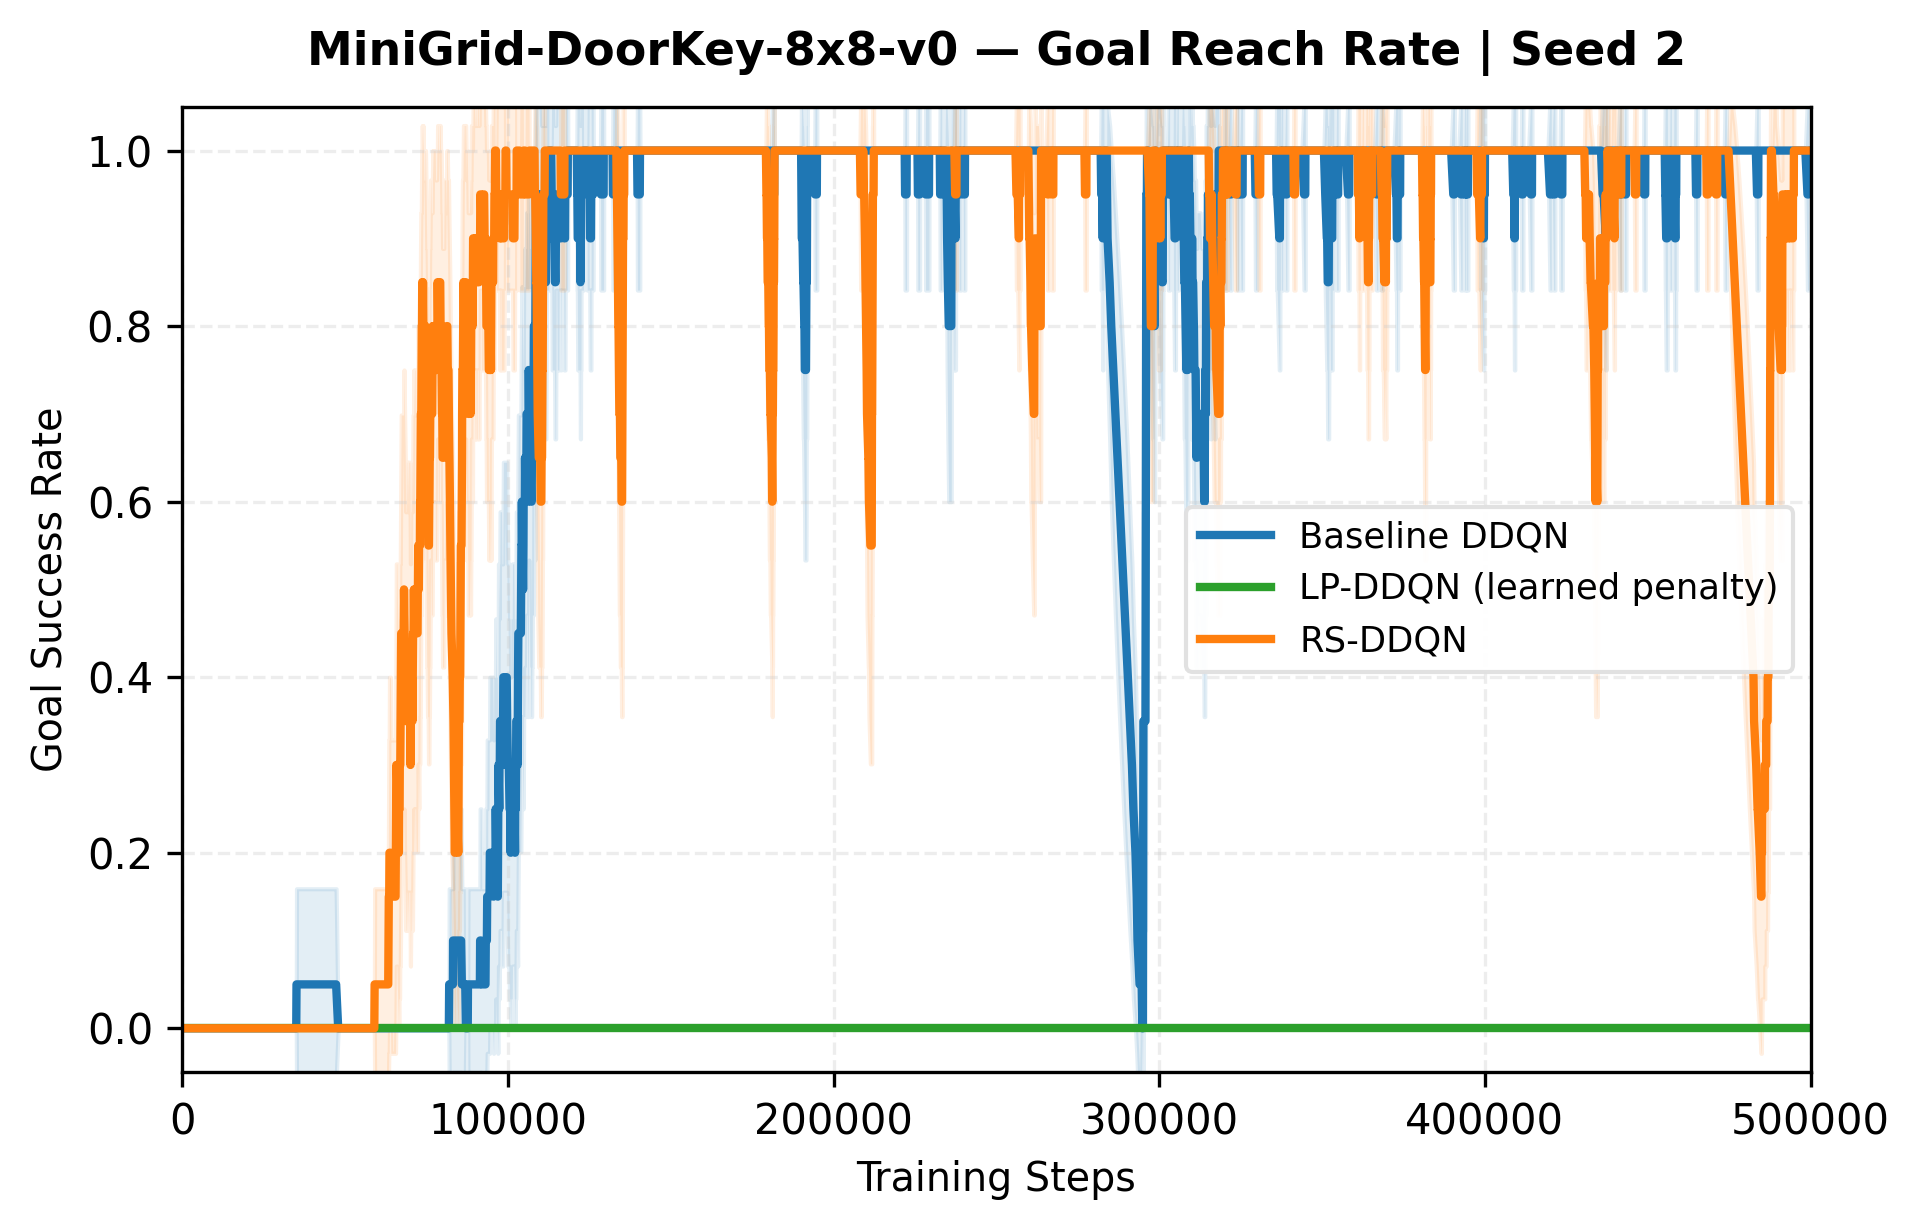 MiniGrid-DoorKey-8x8-v0 — Goal Reach Rate | Seed 2
Goal Success Rate
1.0
0.8
0.6
0.4
0.2
0.0
Baseline DDQN
LP-DDQN (learned penalty)
RS-DDQN
0 100000 200000 300000 400000 500000
Training Steps